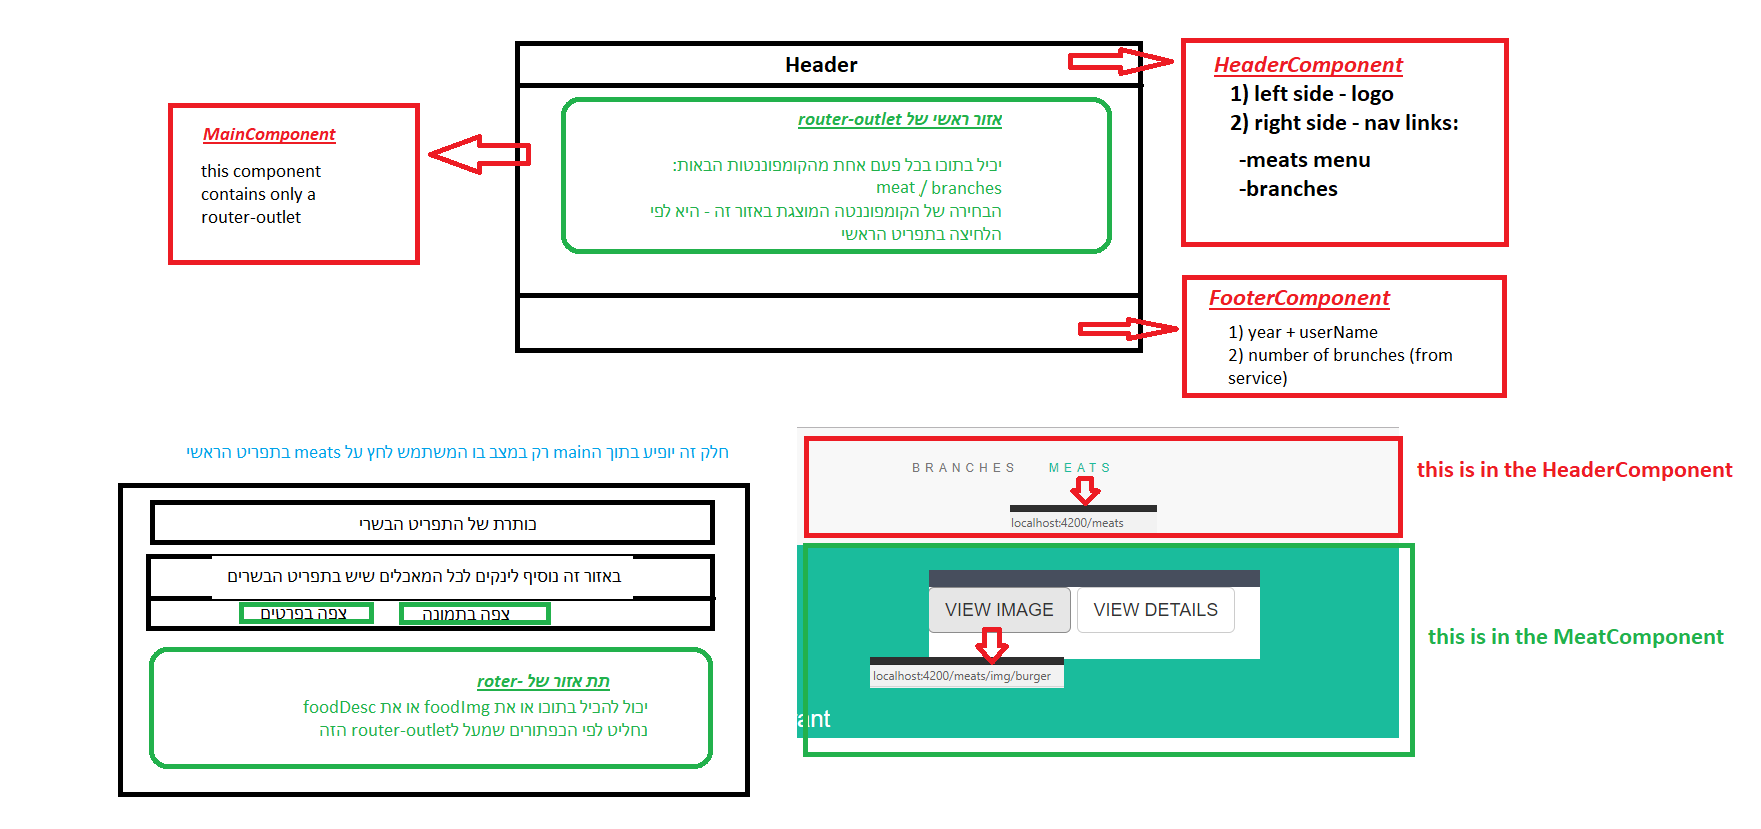 Header
HeaderComponent
1) left side - logo
2) right side - nav links:
-meats menu
-branches
MainComponent
this component
contains only a
router-outlet
אזור ראשי של router-outlet
יכיל בתוכו בכל פעם אחת מהקומפוננטות הבאות:
meat / branches
הבחירה של הקומפוננטה המוצגת באזור זה - היא לפי
הלחיצה בתפריט הראשי
FooterComponent
1) year + userName
2) number of brunches (from
service)
חלק זה יופיע בתוך הmain רק במצב בו המשתמש לחץ על meats בתפריט הראשי
כותרת של התפריט הבשרי
באזור זה נוסיף לינקים לכל המאכלים שיש בתפריט הבשרים
צפה בתמונה
צפה בפרטים
תת אזור של -roter
יכול להכיל בתוכו או את foodImg או את foodDesc
נחליט לפי הכפתורים שמעל לrouter-outlet הזה
BRANCHES MEATS
localhost:4200/meats
this is in the HeaderComponent
VIEW IMAGE VIEW DETAILS
localhost:4200/meats/img/burger
ant
this is in the MeatComponent